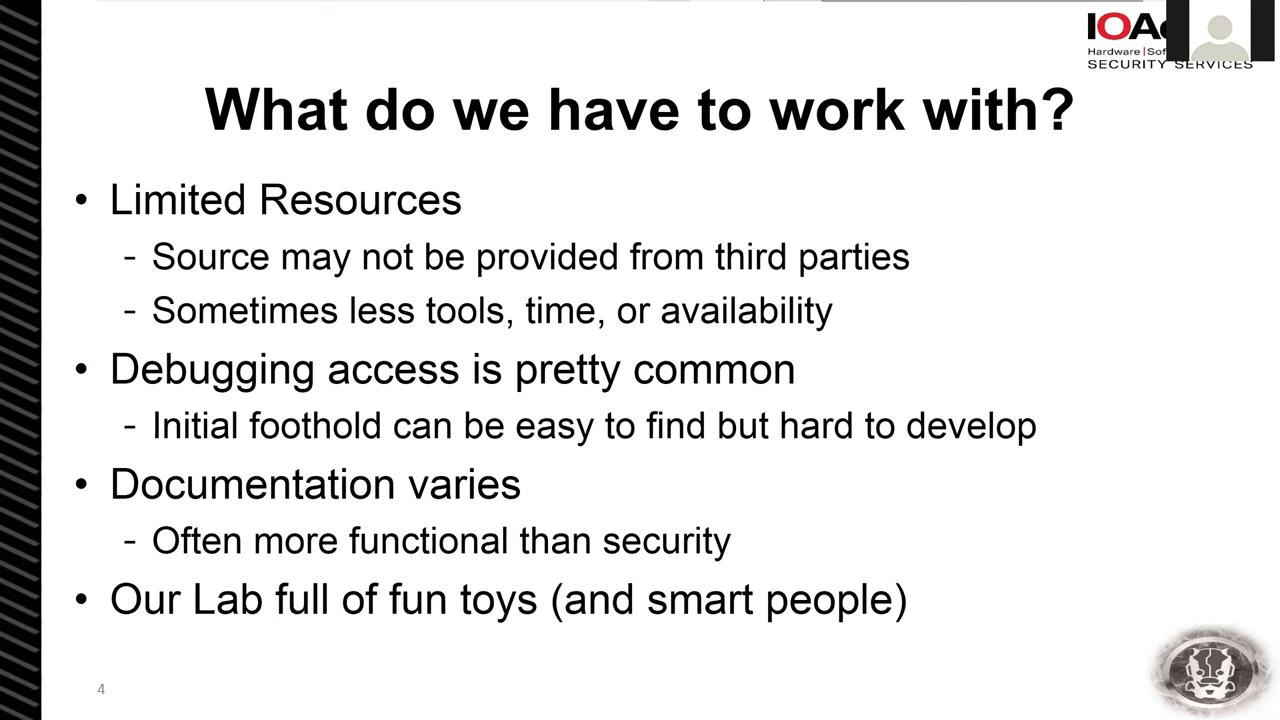 Hardware | Sof
SECURITY SERVICES
What do we have to work with?
• Limited Resources
- Source may not be provided from third parties
- Sometimes less tools, time, or availability
• Debugging access is pretty common
- Initial foothold can be easy to find but hard to develop
• Documentation varies
- Often more functional than security
• Our Lab full of fun toys (and smart people)
4